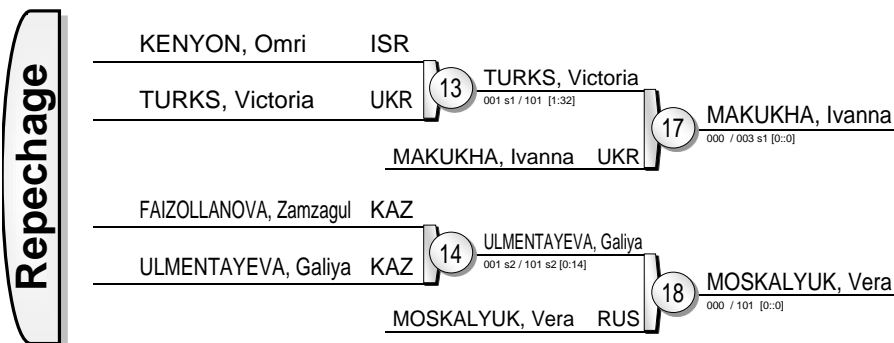 Repechage
KENYON, Omri ISR
TURKS, Victoria UKR
13
TURKS, Victoria
001 s1 / 101 [1:32]
MAKUKHA, Ivanna UKR
17
MAKUKHA, Ivanna
000 / 003 s1 [0::0]
FAIZOLLANOVA, Zamzagul KAZ
ULMENTAYEVA, Galiya KAZ
14
ULMENTAYEVA, Galiya
001 s2 / 101 s2 [0:14]
MOSKALYUK, Vera RUS
18
MOSKALYUK, Vera
000 / 101 [0::0]